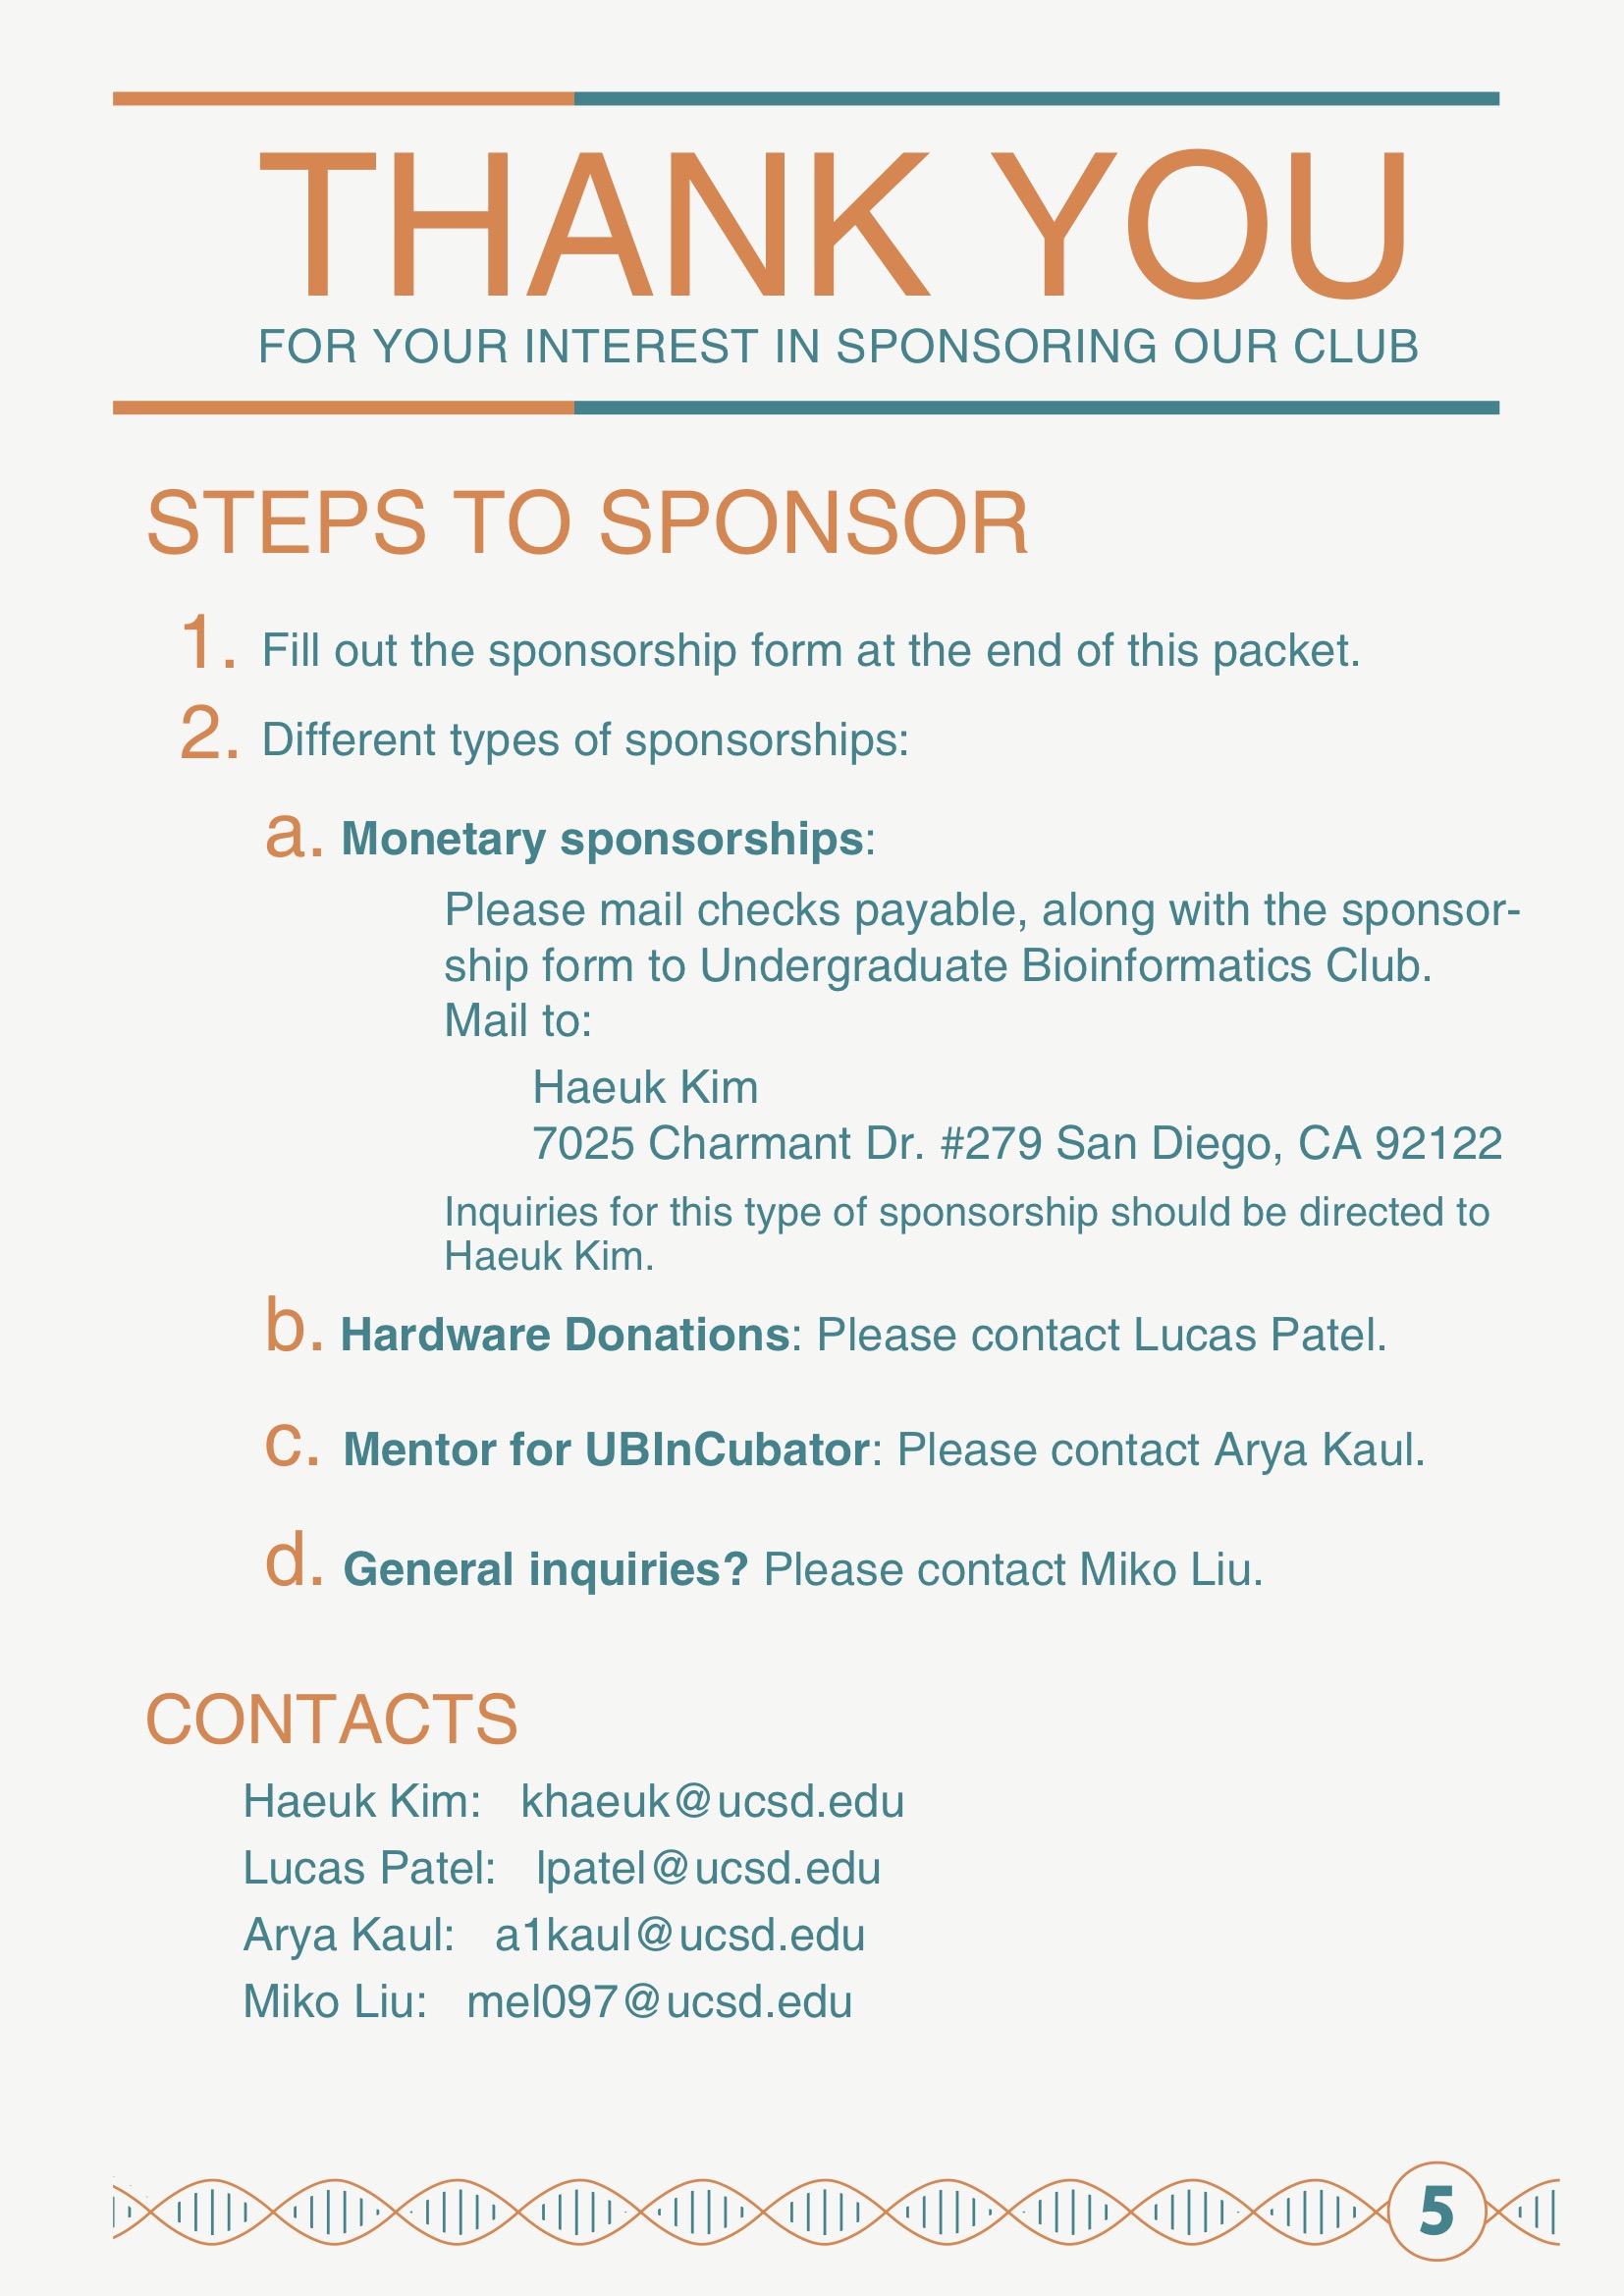 THANK YOU
FOR YOUR INTEREST IN SPONSORING OUR CLUB
STEPS TO SPONSOR
1. Fill out the sponsorship form at the end of this packet.
2. Different types of sponsorships:
a. Monetary sponsorships:
Please mail checks payable, along with the sponsor-
ship form to Undergraduate Bioinformatics Club.
Mail to:
Haeuk Kim
7025 Charmant Dr. #279 San Diego, CA 92122
Inquiries for this type of sponsorship should be directed to
Haeuk Kim.
b. Hardware Donations: Please contact Lucas Patel.
c. Mentor for UBInCubator: Please contact Arya Kaul.
d. General inquiries? Please contact Miko Liu.
CONTACTS
Haeuk Kim: khaeuk@ucsd.edu
Lucas Patel: lpatel@ucsd.edu
Arya Kaul: a1kaul@ucsd.edu
Miko Liu: mel097@ucsd.edu
5